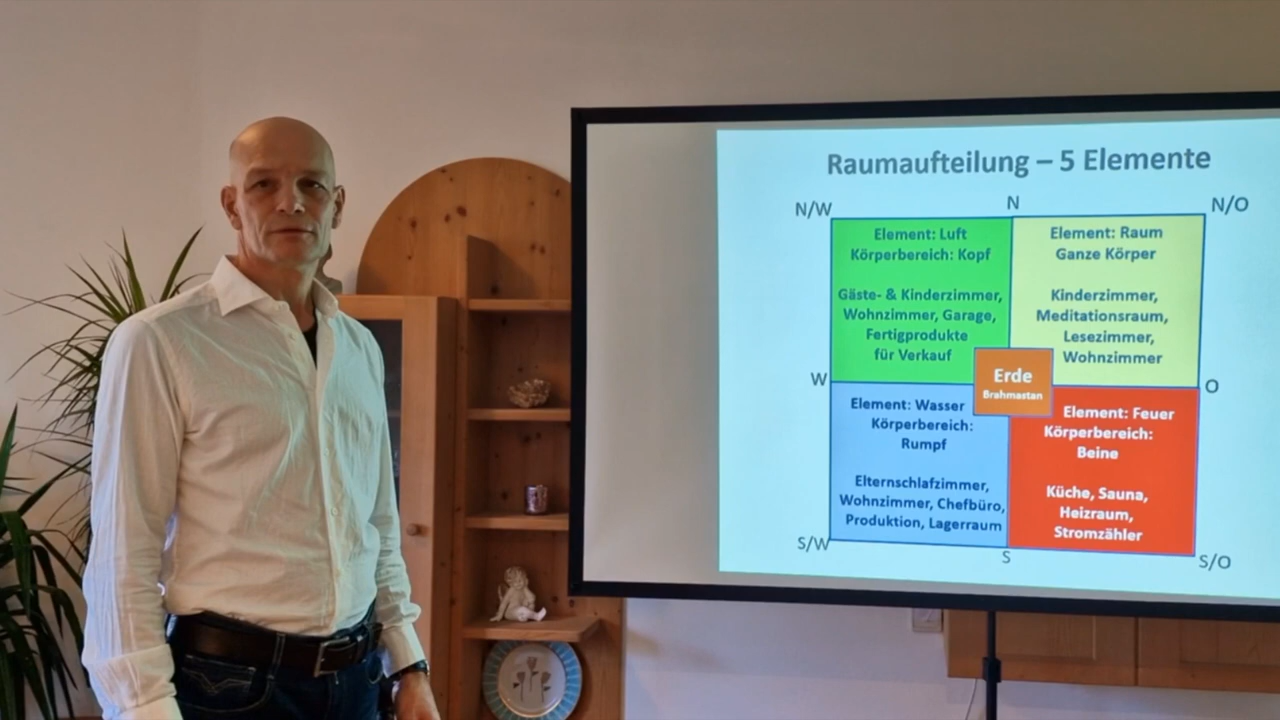 Raumaufteilung – 5 Elemente
N/W
N
N/O
Element: Luft
Körperbereich: Kopf
Gäste- & Kinderzimmer,
Wohnzimmer, Garage,
Fertigprodukte
für Verkauf
Element: Raum
Ganze Körper
Kinderzimmer,
Meditationsraum,
Lesezimmer,
Wohnzimmer
W
Erde
Brahmastan
O
Element: Wasser
Körperbereich:
Rumpf
Elternschlafzimmer,
Wohnzimmer, Chefbüro,
Produktion, Lagerraum
Element: Feuer
Körperbereich:
Beine
Küche, Sauna,
Heizraum,
Stromzähler
S/W
S
S/O